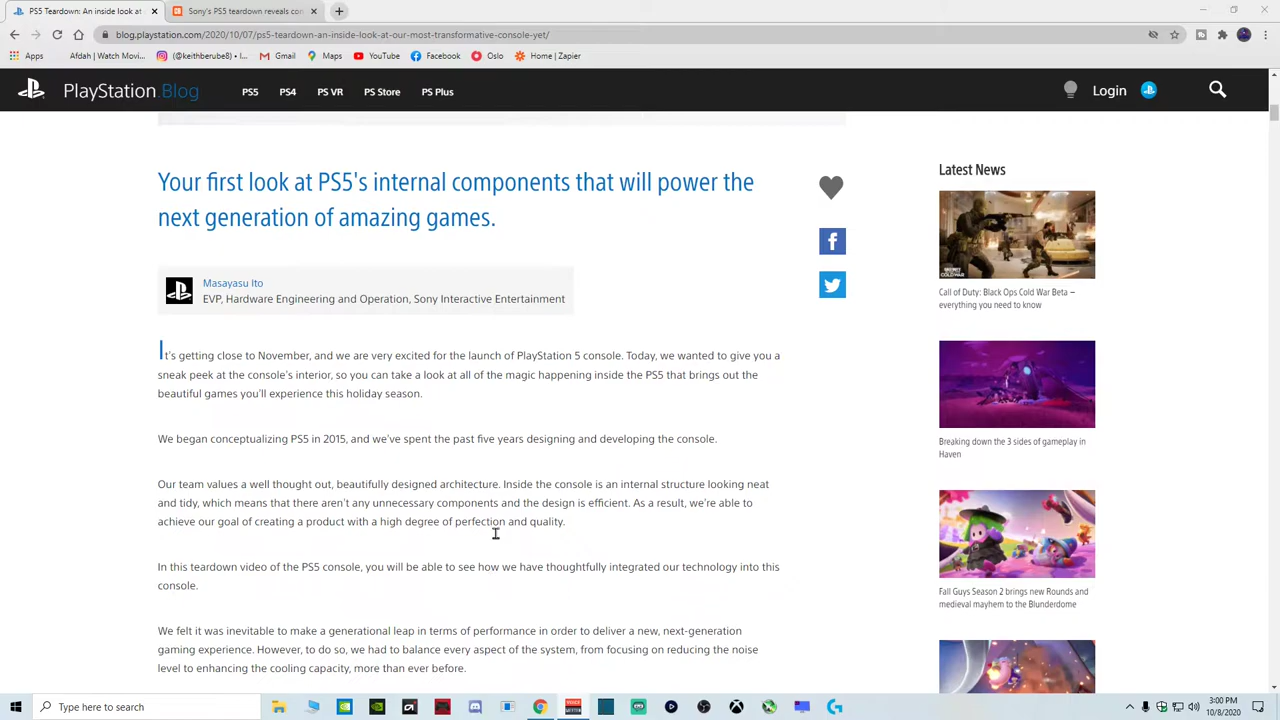 PS5 Teardown: An inside look at
Sony's PS5 teardown reveals con
blog.playstation.com/2020/10/07/ps5-teardown-an-inside-look-at-our-most-transformative-console-yet/
Apps
Afdah | Watch Movi...
(@keithberube8) • I...
Gmail
Maps
YouTube
Facebook
Oslo
Home | Zapier
PlayStation.Blog
PS5
PS4
PS VR
PS Store
PS Plus
Login
Your first look at PS5's internal components that will power the
next generation of amazing games.
Masayasu Ito
EVP, Hardware Engineering and Operation, Sony Interactive Entertainment
It's getting close to November, and we are very excited for the launch of PlayStation 5 console. Today, we wanted to give you a
sneak peek at the console's interior, so you can take a look at all of the magic happening inside the PS5 that brings out the
beautiful games you'll experience this holiday season.
We began conceptualizing PS5 in 2015, and we've spent the past five years designing and developing the console.
Our team values a well thought out, beautifully designed architecture. Inside the console is an internal structure looking neat
and tidy, which means that there aren't any unnecessary components and the design is efficient. As a result, we're able to
achieve our goal of creating a product with a high degree of perfection and quality.
In this teardown video of the PS5 console, you will be able to see how we have thoughtfully integrated our technology into this
console.
We felt it was inevitable to make a generational leap in terms of performance in order to deliver a new, next-generation
gaming experience. However, to do so, we had to balance every aspect of the system, from focusing on reducing the noise
level to enhancing the cooling capacity, more than ever before.
Latest News
Call of Duty: Black Ops Cold War Beta –
everything you need to know
Breaking down the 3 sides of gameplay in
Haven
Fall Guys Season 2 brings new Rounds and
medieval mayhem to the Blunderdome
Type here to search
3:00 PM
10/8/2020